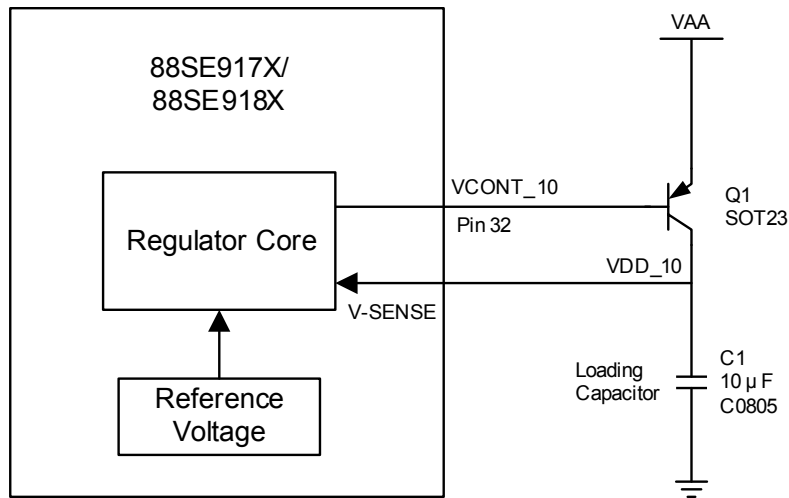 VAA
88SE917X/
88SE918X
VCONT_10
Pin 32
Q1
SOT23
Regulator Core
VDD_10
V-SENSE
Reference
Voltage
Loading
Capacitor
C1
10 µF
C0805